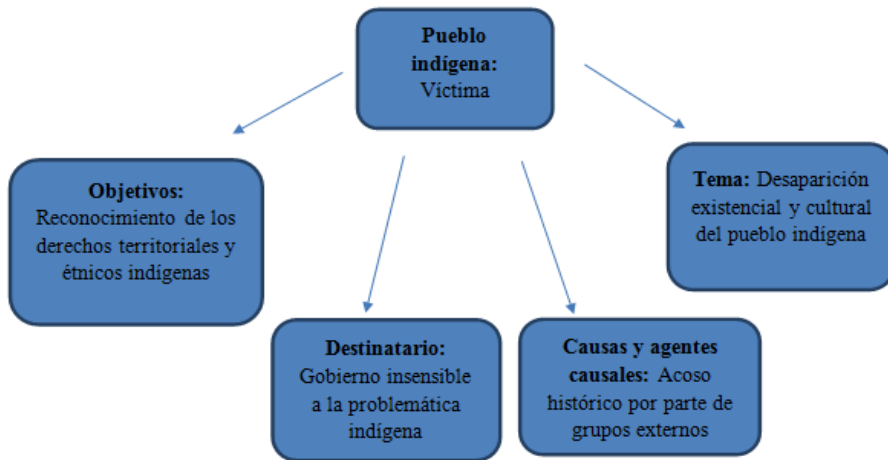 Pueblo
indígena:
Víctima
Objetivos:
Reconocimiento de los
derechos territoriales y
étnicos indígenas
Tema: Desaparición
existencial y cultural
del pueblo indígena
Destinatario:
Gobierno insensible
a la problemática
indígena
Causas y agentes
causales: Acoso
histórico por parte de
grupos externos